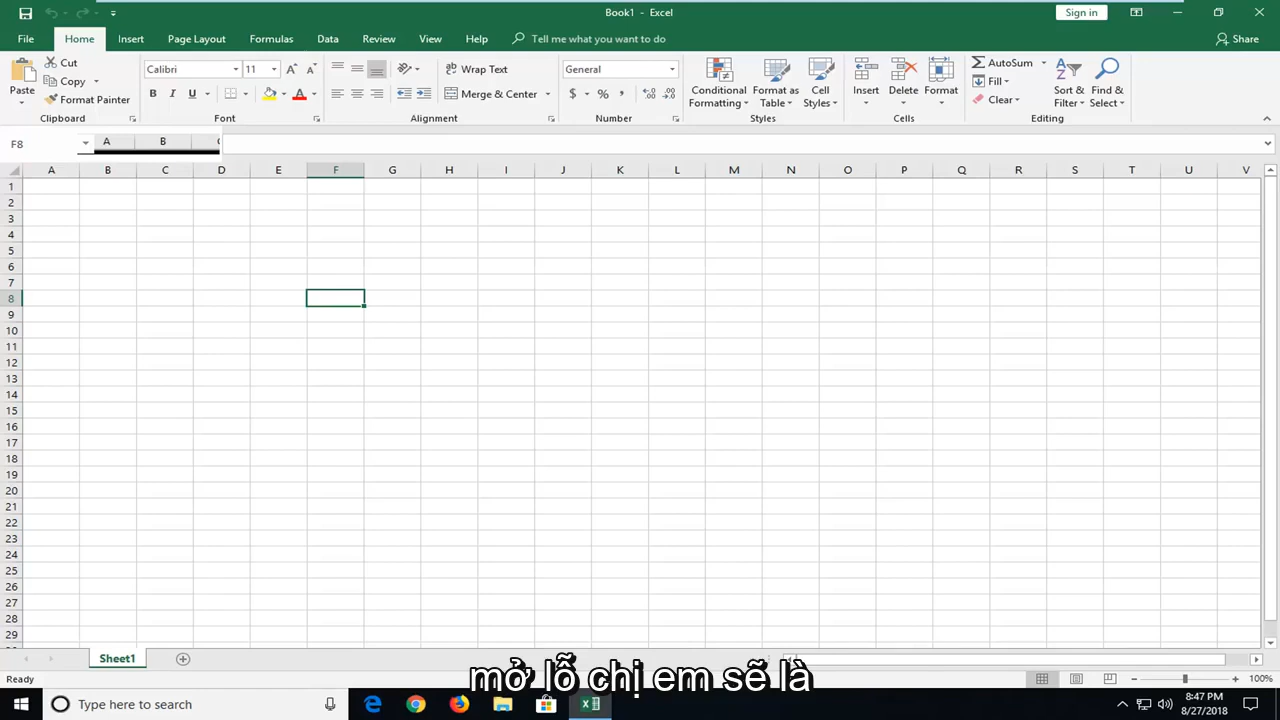 Book1 - Excel
Sign in
File Home Insert Page Layout Formulas Data Review View Help Tell me what you want to do Share
Paste
Cut
Copy
Format Painter
Calibri 11
B I U
Wrap Text
Merge & Center
General
$ % ,
Conditional Formatting
Format as Table
Cell Styles
Insert
Delete
Format
AutoSum
Fill
Clear
Sort & Filter
Find & Select
Clipboard Font Alignment Number Styles Cells Editing
F8
A B
A B C D E F G H I J K L M N O P Q R S T U V
1
2
3
4
5
6
7
8
9
10
11
12
13
14
15
16
17
18
19
20
21
22
23
24
25
26
27
28
29
Sheet1
mở lỗ chị em sẽ là
Ready
100%
Type here to search
8:47 PM
8/27/2018